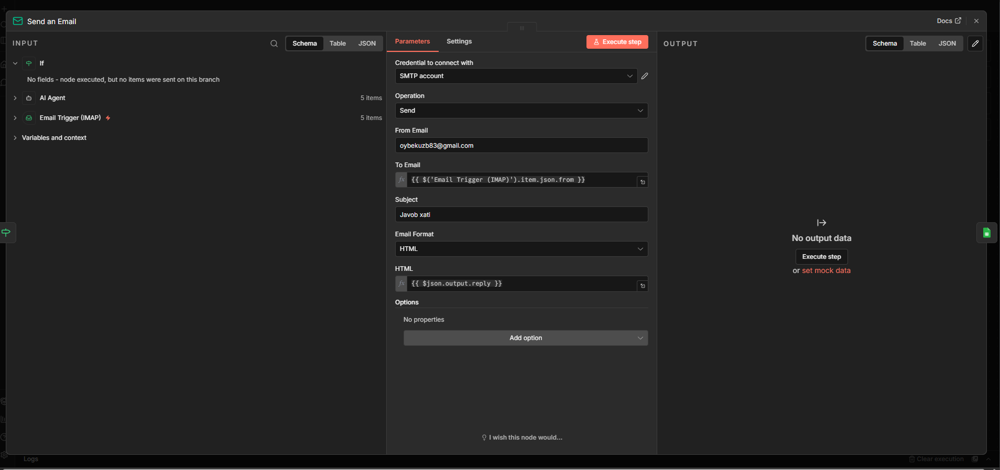 Send an Email
Docs
INPUT
Schema
Table
JSON
If
No fields - node executed, but no items were sent on this branch
AI Agent
5 items
Email Trigger (IMAP)
5 items
Variables and context
Parameters
Settings
Execute step
Credential to connect with
SMTP account
Operation
Send
From Email
oybekuzb83@gmail.com
To Email
fx
{{ $('Email Trigger (IMAP)').item.json.from }}
Subject
Javob xati
Email Format
HTML
HTML
fx
{{ $json.output.reply }}
Options
No properties
Add option
I wish this node would...
OUTPUT
Schema
Table
JSON
No output data
Execute step
or set mock data
Logs
Clear execution